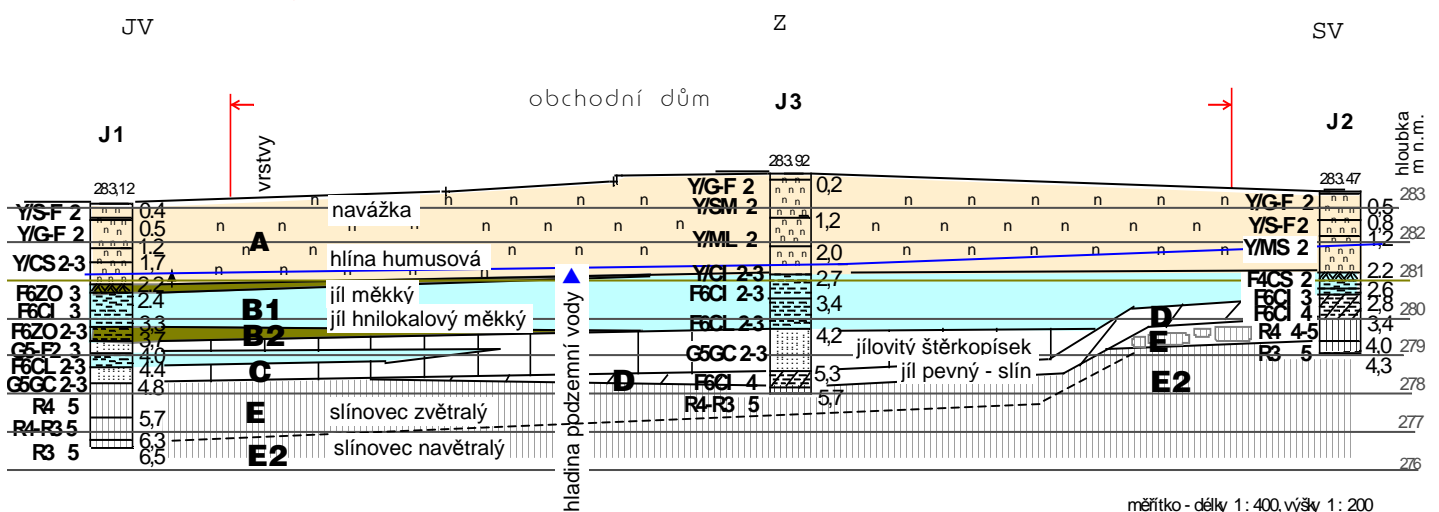 JV
Z
SV
obchodní dům
J1
J3
J2
hloubka
m n.m.
vrstvy
283,12
283.92
283.47
Y/S-F 2
Y/G-F 2
Y/CS 2-3
F6ZO 3
F6CI 3
F6ZO 2-3
G5-F2 3
F6CL 2-3
G5GC 2-3
R4 5
R4-R3 5
R3 5
0.4
0.5
1.2
1,7
2,2
2.4
3,3
3,7
4,0
4.4
4.8
5,7
6,3
6,5
navážka
A
hlína humusová
jíl měkký
B1
jíl hnilokalový měkký
B2
C
D
E
slínovec zvětralý
E2
slínovec navětralý
hladina podzemní vody
Y/G-F 2
Y/SM 2
Y/ML 2
Y/CI 2-3
F6CI 2-3
F6CL 2-3
G5GC 2-3
F6CI 4
R4-R3 5
0,2
1,2
2,0
2,7
3,4
4,2
5,3
5,7
jílovitý štěrkopísek
jíl pevný - slín
D
E
E2
Y/G-F 2
Y/S-F2
Y/MS 2
F4CS 2
F6CI 3
F6CI 4
R4 4-5
R3 5
0,5
0,8
1,2
2.2
2.6
2,8
3,4
4,0
4,3
283
282
281
280
279
278
277
276
měřítko - délky 1: 400, výšky 1: 200